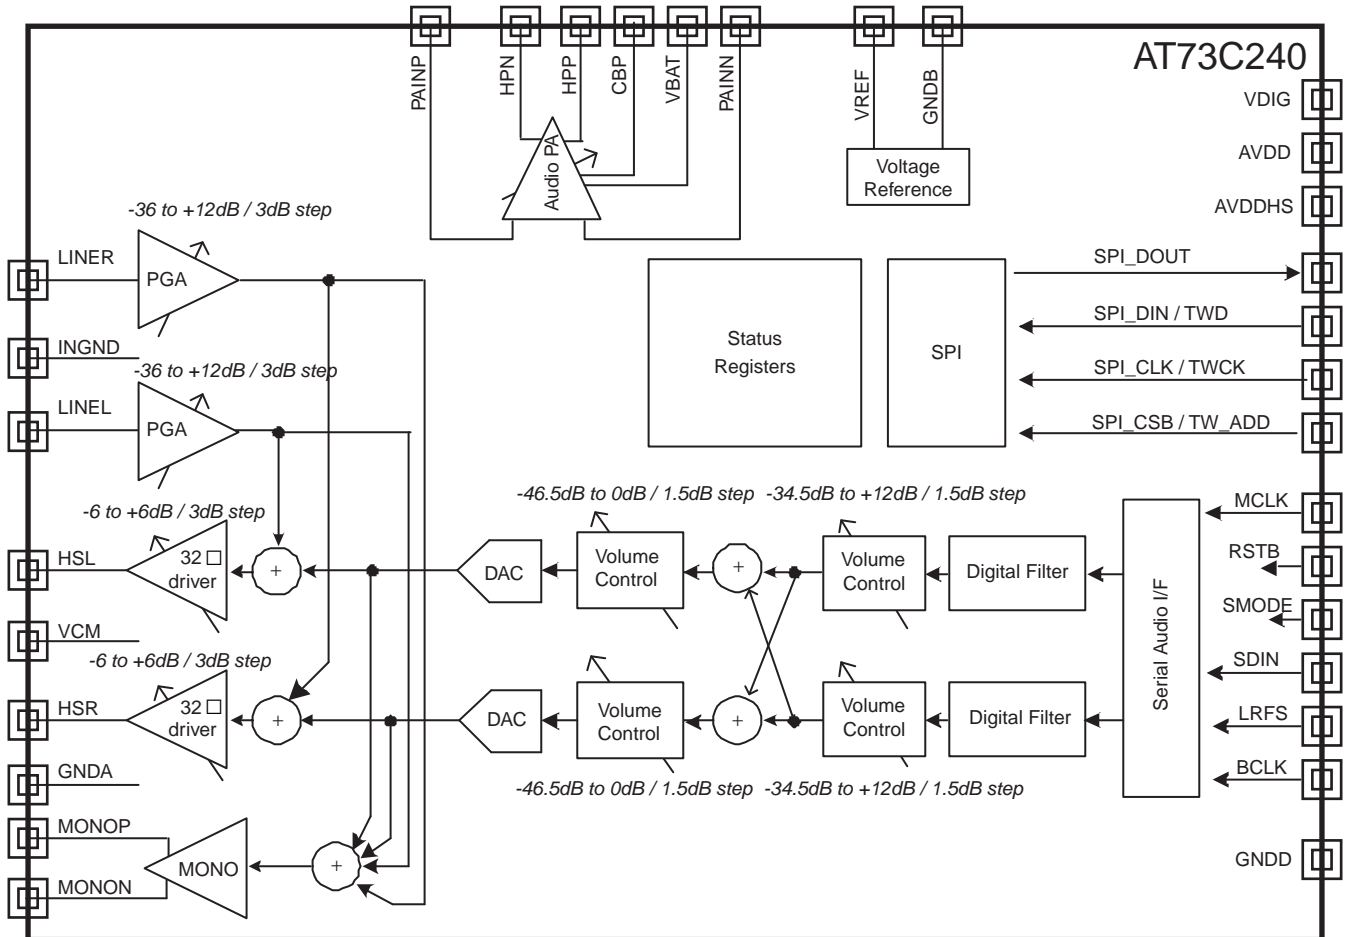 PAINP
HPN
HPP
CBP
VBAT
PAINN
VREF
GNDB
AT73C240
VDIG
AVDD
AVDDHS
Audio PA
Voltage
Reference
-36 to +12dB / 3dB step
LINER
PGA
INGND
-36 to +12dB / 3dB step
LINEL
PGA
Status
Registers
SPI
SPI_DOUT
SPI_DIN / TWD
SPI_CLK / TWCK
SPI_CSB / TW_ADD
-6 to +6dB / 3dB step
-46.5dB to 0dB / 1.5dB step
-34.5dB to +12dB / 1.5dB step
HSL
32 □
driver
+
DAC
Volume
Control
+
Volume
Control
Digital Filter
Serial Audio I/F
MCLK
RSTB
SMODE
SDIN
LRFS
BCLK
VCM
-6 to +6dB / 3dB step
HSR
32 □
driver
+
DAC
Volume
Control
+
Volume
Control
Digital Filter
-46.5dB to 0dB / 1.5dB step
-34.5dB to +12dB / 1.5dB step
GNDA
MONOP
MONO
+
MONON
GNDD